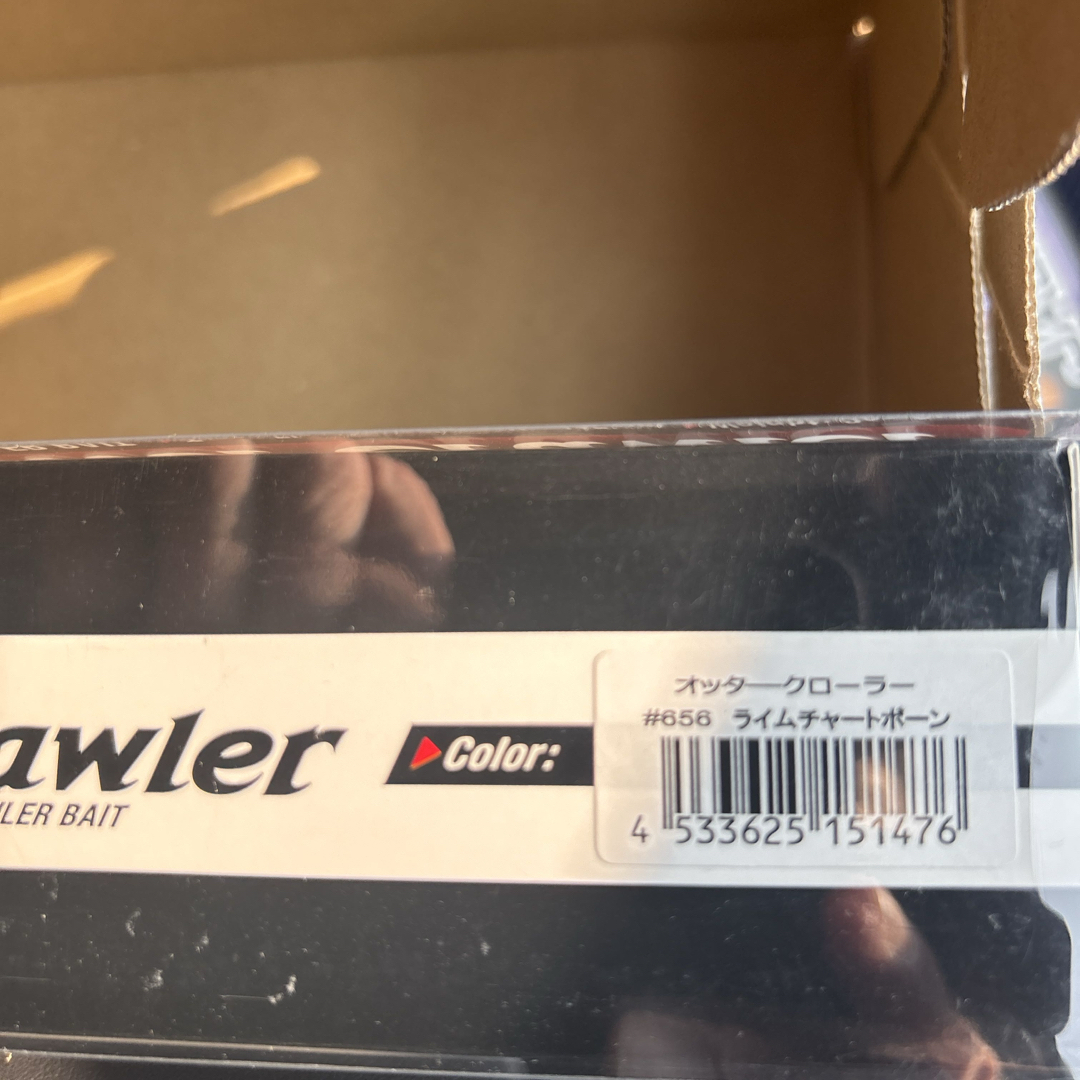 オッタークローラー
#656 ライムチャートボーン
awler
LER BAIT
Color:
4 533625 151476